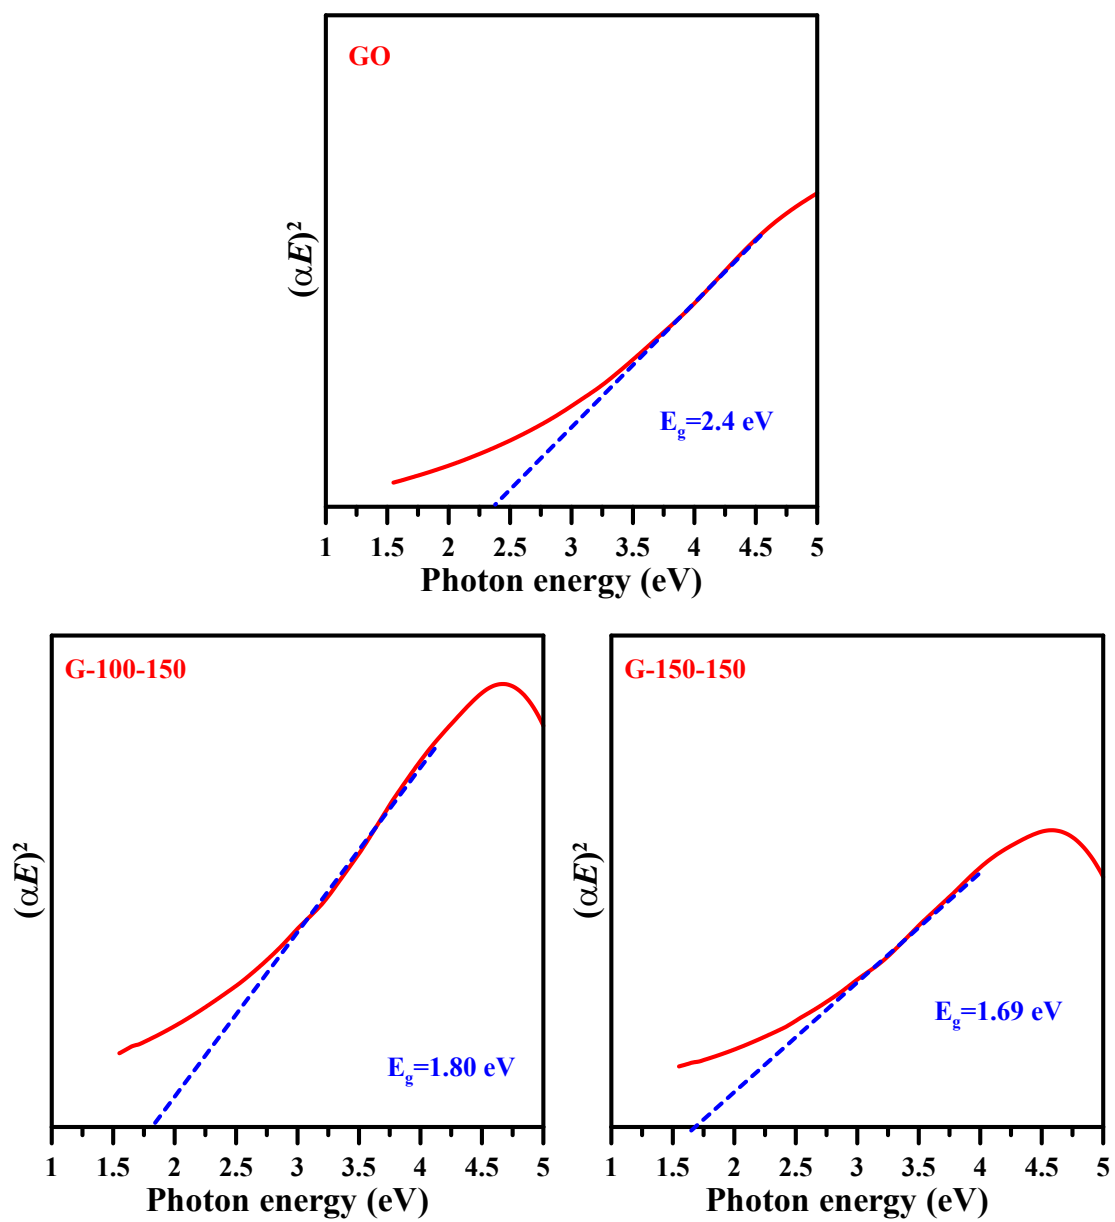 GO
(αE)²
E_g=2.4 eV
1 1.5 2 2.5 3 3.5 4 4.5 5
Photon energy (eV)
G-100-150
(αE)²
E_g=1.80 eV
1 1.5 2 2.5 3 3.5 4 4.5 5
Photon energy (eV)
G-150-150
(αE)²
E_g=1.69 eV
1 1.5 2 2.5 3 3.5 4 4.5 5
Photon energy (eV)